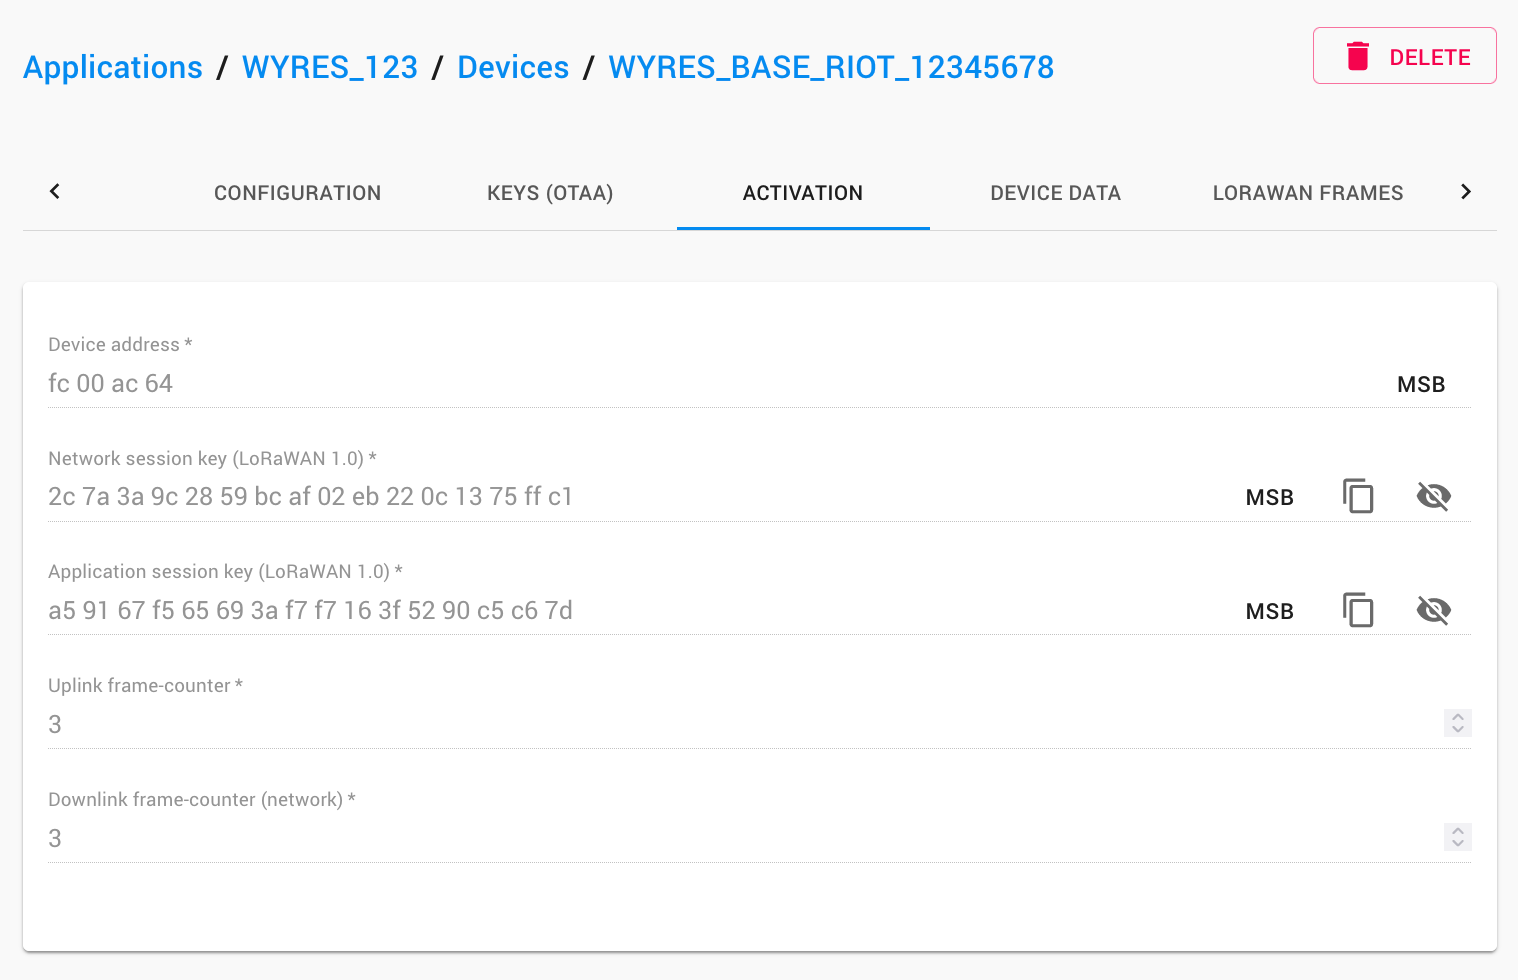 Applications / WYRES_123 / Devices / WYRES_BASE_RIOT_12345678
DELETE
CONFIGURATION KEYS (OTAA) ACTIVATION DEVICE DATA LORAWAN FRAMES
Device address *
fc 00 ac 64 MSB
Network session key (LoRaWAN 1.0) *
2c 7a 3a 9c 28 59 bc af 02 eb 22 0c 13 75 ff c1 MSB
Application session key (LoRaWAN 1.0) *
a5 91 67 f5 65 69 3a f7 f7 16 3f 52 90 c5 c6 7d MSB
Uplink frame-counter *
3
Downlink frame-counter (network) *
3